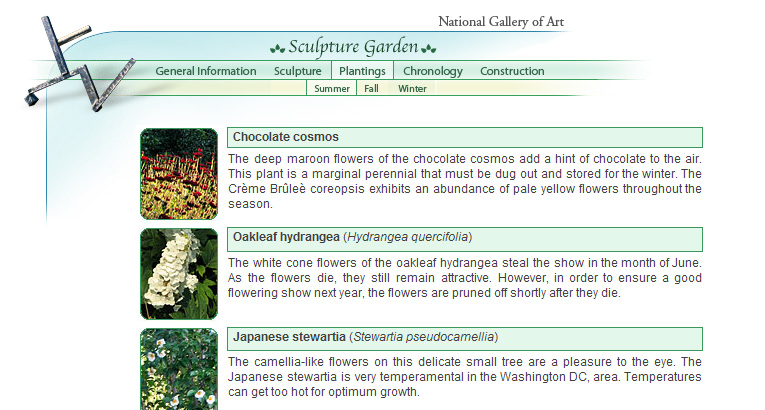 National Gallery of Art
Sculpture Garden
General Information Sculpture Plantings Chronology Construction
Summer Fall Winter
Chocolate cosmos
The deep maroon flowers of the chocolate cosmos add a hint of chocolate to the air.
This plant is a marginal perennial that must be dug out and stored for the winter. The
Crème Brûleè coreopsis exhibits an abundance of pale yellow flowers throughout the
season.
Oakleaf hydrangea (Hydrangea quercifolia)
The white cone flowers of the oakleaf hydrangea steal the show in the month of June.
As the flowers die, they still remain attractive. However, in order to ensure a good
flowering show next year, the flowers are pruned off shortly after they die.
Japanese stewartia (Stewartia pseudocamellia)
The camellia-like flowers on this delicate small tree are a pleasure to the eye. The
Japanese stewartia is very temperamental in the Washington DC, area. Temperatures
can get too hot for optimum growth.